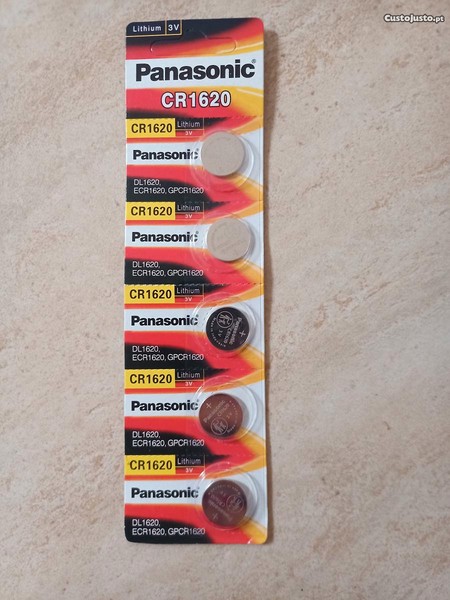 CustoJusto.pt
Lithium 3V
Panasonic
CR1620
CR1620 Lithium 3V
Panasonic
DL1620,
ECR1620, GPCR1620
CR1620 Lithium 3V
Panasonic
DL1620,
ECR1620, GPCR1620
CR1620 Lithium 3V
Panasonic
DL1620,
ECR1620, GPCR1620
CR1620 Lithium 3V
Panasonic
DL1620,
ECR1620, GPCR1620
CR1620 Lithium 3V
Panasonic
DL1620,
ECR1620, GPCR1620